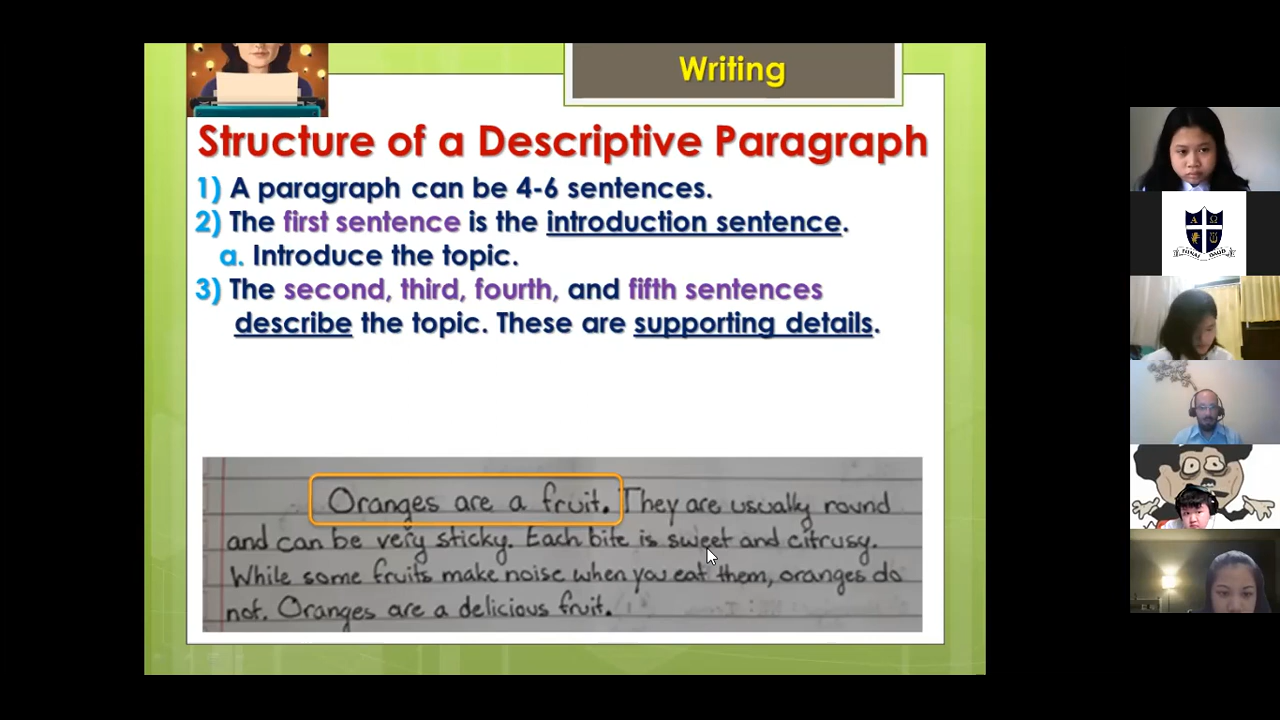 Writing
Structure of a Descriptive Paragraph
1) A paragraph can be 4-6 sentences.
2) The first sentence is the introduction sentence.
a. Introduce the topic.
3) The second, third, fourth, and fifth sentences
describe the topic. These are supporting details.
Oranges are a fruit. They are usually round
and can be very sticky. Each bite is sweet and citrusy.
While some fruits make noise when you eat them, oranges do
not. Oranges are a delicious fruit.
Α Ω